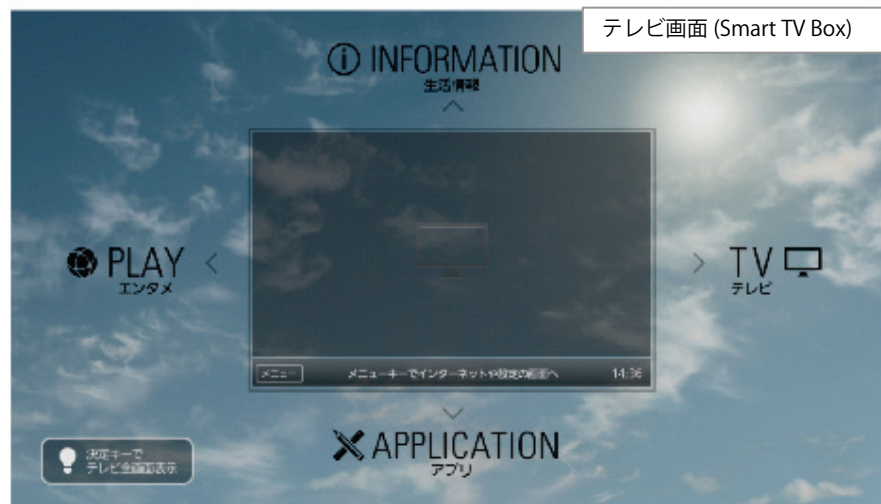 テレビ画面 (Smart TV Box)
INFORMATION
生活情報
PLAY
エンタメ
TV
テレビ
メニュー
メニューキーでインターネットや設定の画面へ
14:36
APPLICATION
アプリ
決定キーで
テレビ全画面表示